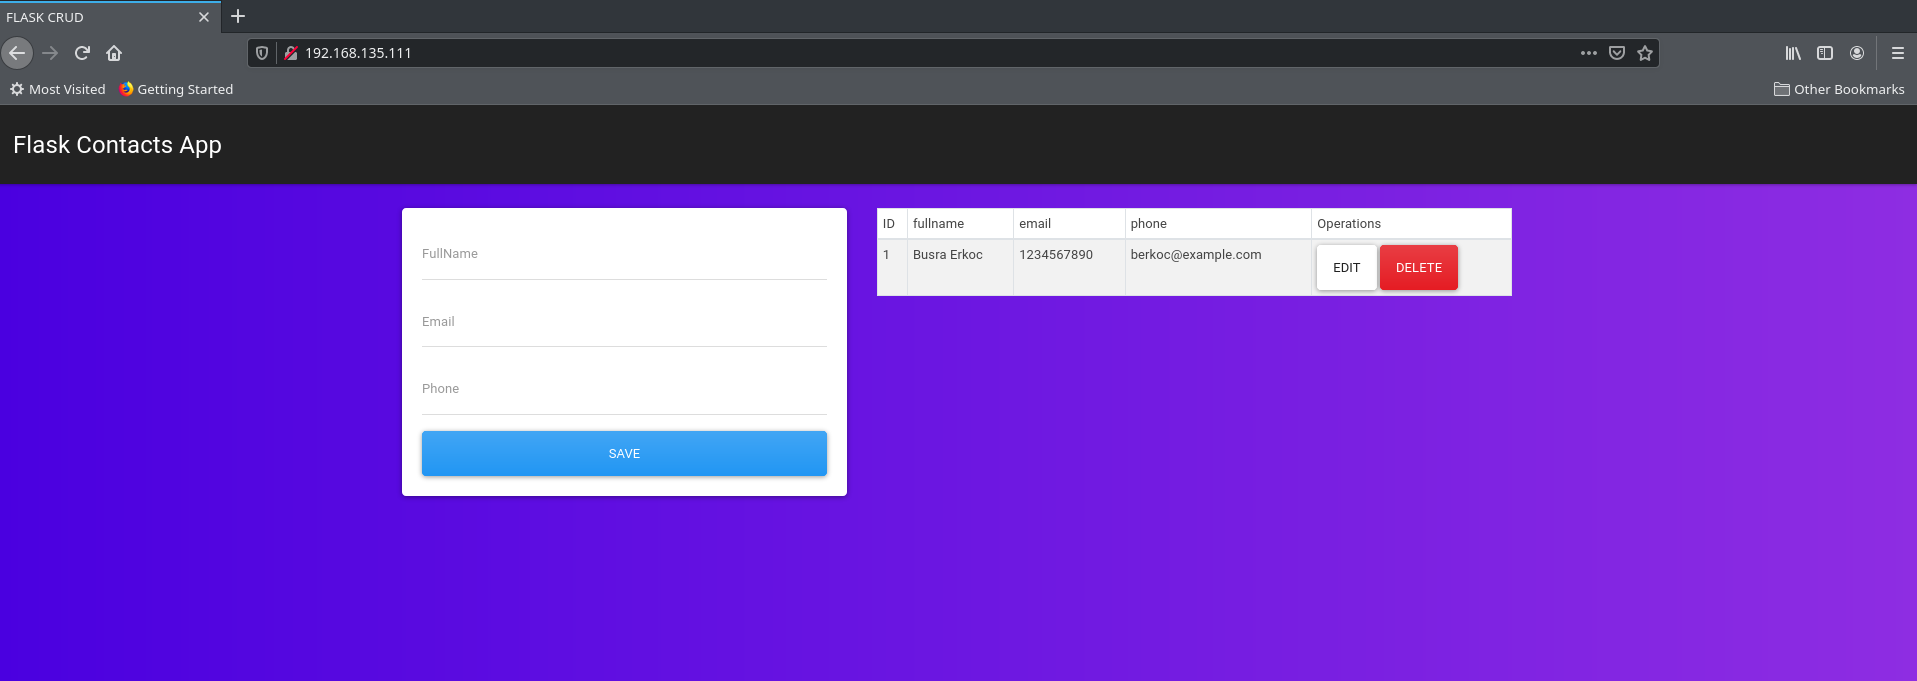 FLASK CRUD
192.168.135.111
Most Visited Getting Started Other Bookmarks
Flask Contacts App
FullName
Email
Phone
SAVE
ID fullname email phone Operations
1 Busra Erkoc 1234567890 berkoc@example.com EDIT DELETE